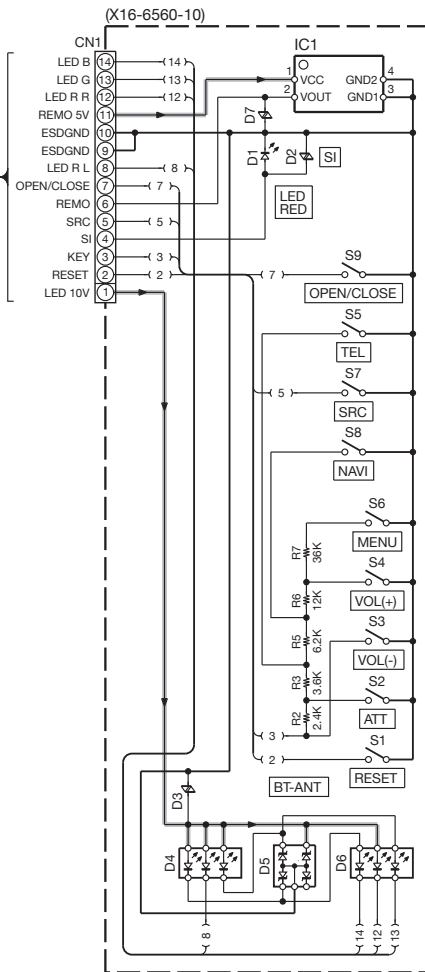 (X16-6560-10)
CN1
LED B 14 14
LED G 13 13
LED R R 12 12
REMO 5V 11
ESDGND 10
ESDGND 9
LED R L 8 8
OPEN/CLOSE 7 7
REMO 6
SRC 5 5
SI 4
KEY 3 3
RESET 2 2
LED 10V 1
IC1
1 VCC GND2 4
2 VOUT GND1 3
D7
D1
D2
SI
LED
RED
7
S9
OPEN/CLOSE
S5
TEL
5
S7
SRC
S8
NAVI
S6
MENU
R7
36K
S4
VOL(+)
R6
12K
S3
VOL(-)
R5
6.2K
R3
3.6K
S2
ATT
R2
2.4K
3
2
S1
RESET
BT-ANT
D3
D4
D5
D6
8
14
12
13